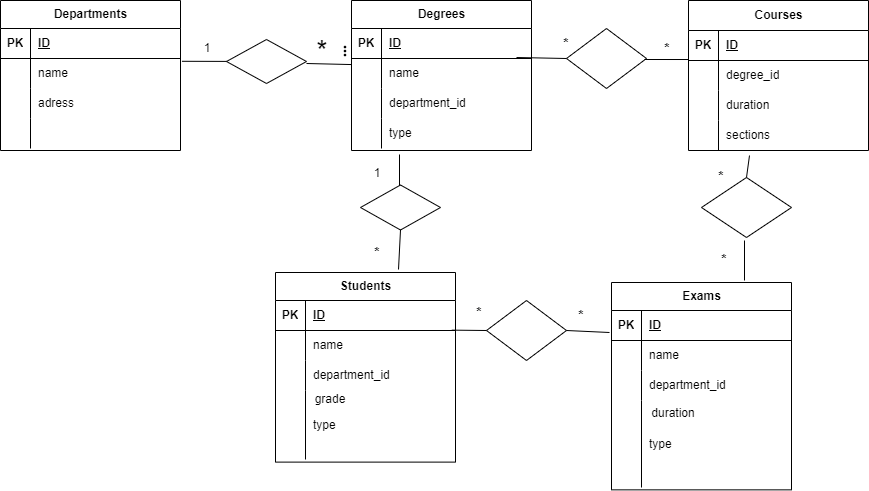 Departments
PK ID
name
adress
1
*
Degrees
PK ID
name
department_id
type
*
*
Courses
PK ID
degree_id
duration
sections
1
*
*
*
Students
PK ID
name
department_id
grade
type
*
*
Exams
PK ID
name
department_id
duration
type